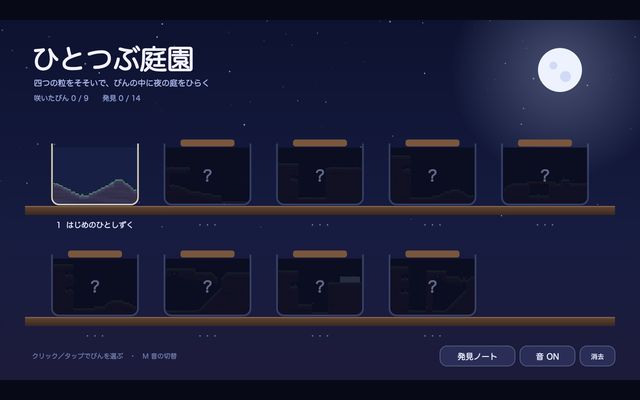 ひとつぶ庭園
四つの粒をそそいで、びんの中に夜の庭をひらく
咲いたびん 0 / 9 発見 0 / 14
? ? ? ?
1 はじめのひとしずく ・・・ ・・・ ・・・ ・・・
? ? ? ?
・・・ ・・・ ・・・ ・・・
クリック／タップでびんを選ぶ ・ M 音の切替
発見ノート 音 ON 消去